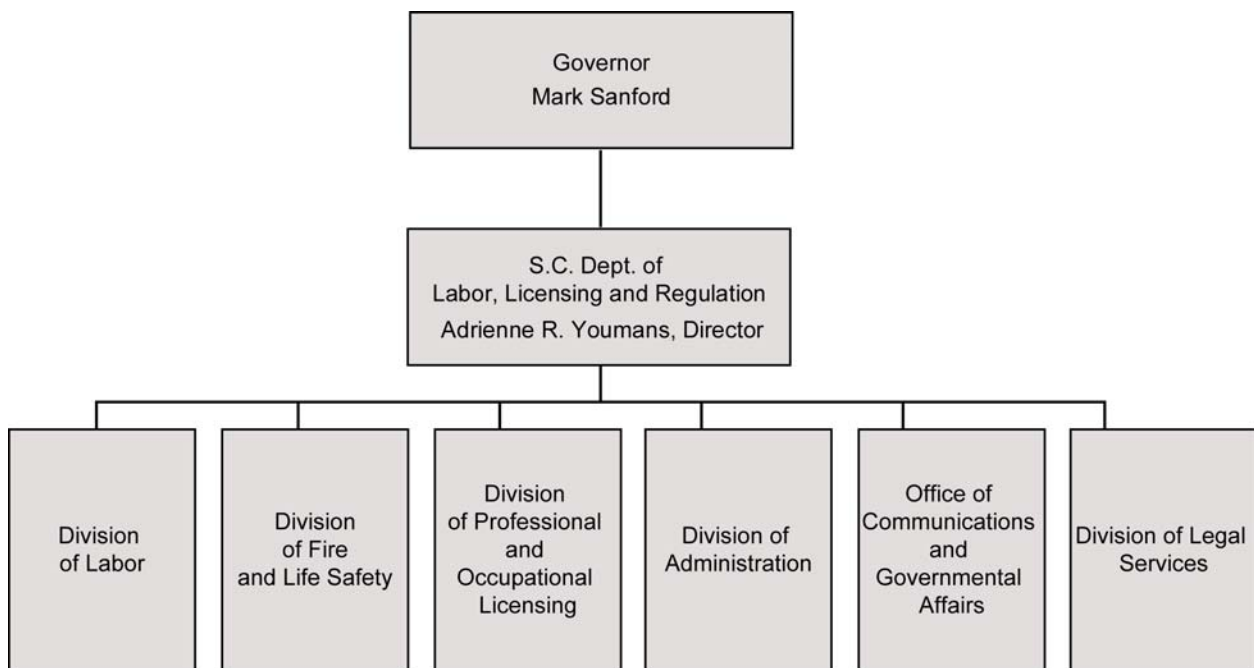 Governor
Mark Sanford
S.C. Dept. of
Labor, Licensing and Regulation
Adrienne R. Youmans, Director
Division
of Labor
Division
of Fire
and Life Safety
Division
of Professional
and
Occupational
Licensing
Division of
Administration
Office of
Communications
and
Governmental
Affairs
Division of Legal
Services